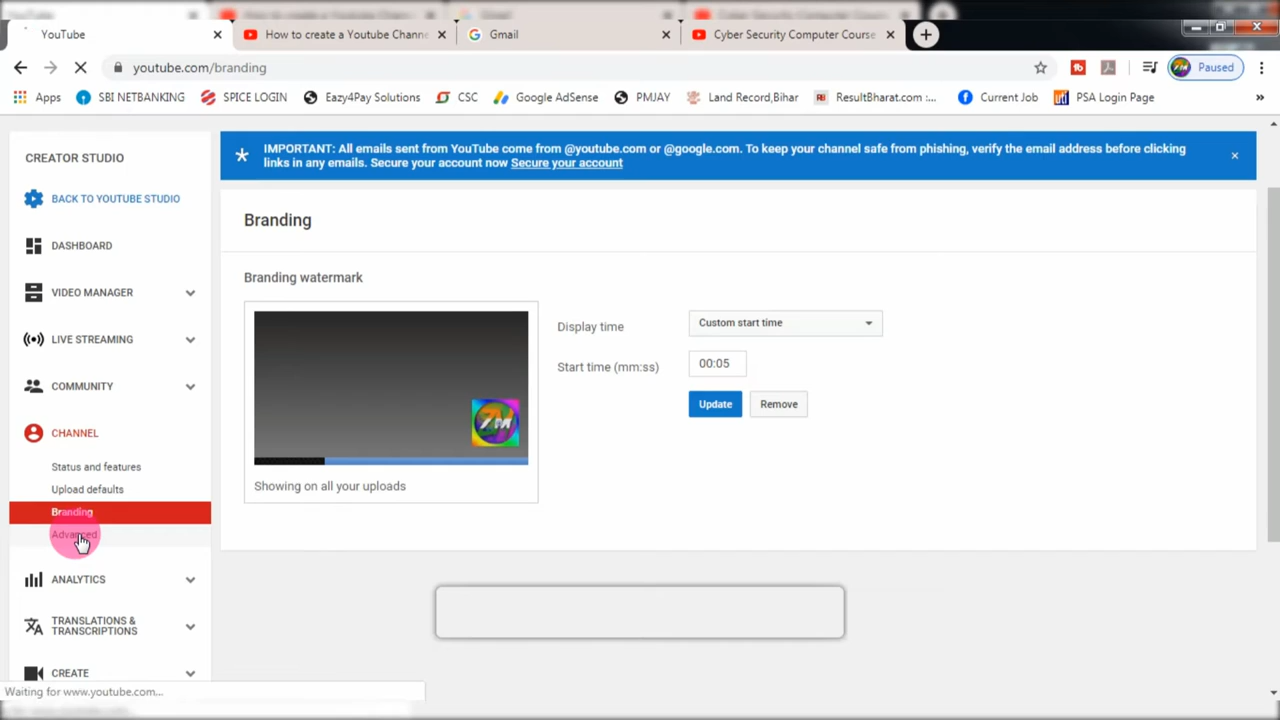 YouTube
How to create a Youtube Channe
Gmail
Cyber Security Computer Course
youtube.com/branding
Paused
Apps
SBI NETBANKING
SPICE LOGIN
Eazy4Pay Solutions
CSC
Google AdSense
PMJAY
Land Record,Bihar
ResultBharat.com :...
Current Job
PSA Login Page
CREATOR STUDIO
BACK TO YOUTUBE STUDIO
DASHBOARD
VIDEO MANAGER
LIVE STREAMING
COMMUNITY
CHANNEL
Status and features
Upload defaults
Branding
Advanced
ANALYTICS
TRANSLATIONS &
TRANSCRIPTIONS
CREATE
IMPORTANT: All emails sent from YouTube come from @youtube.com or @google.com. To keep your channel safe from phishing, verify the email address before clicking
links in any emails. Secure your account now Secure your account
Branding
Branding watermark
Display time
Custom start time
Start time (mm:ss)
00:05
Update
Remove
Showing on all your uploads
Waiting for www.youtube.com...